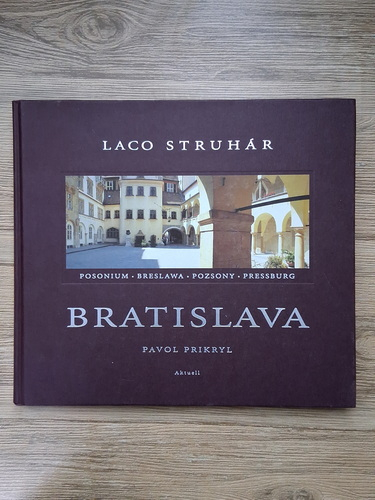 LACO STRUHÁR
POSONIUM • BRESLAWA • POZSONY • PRESSBURG
BRATISLAVA
PAVOL PRIKRYL
Aktuell